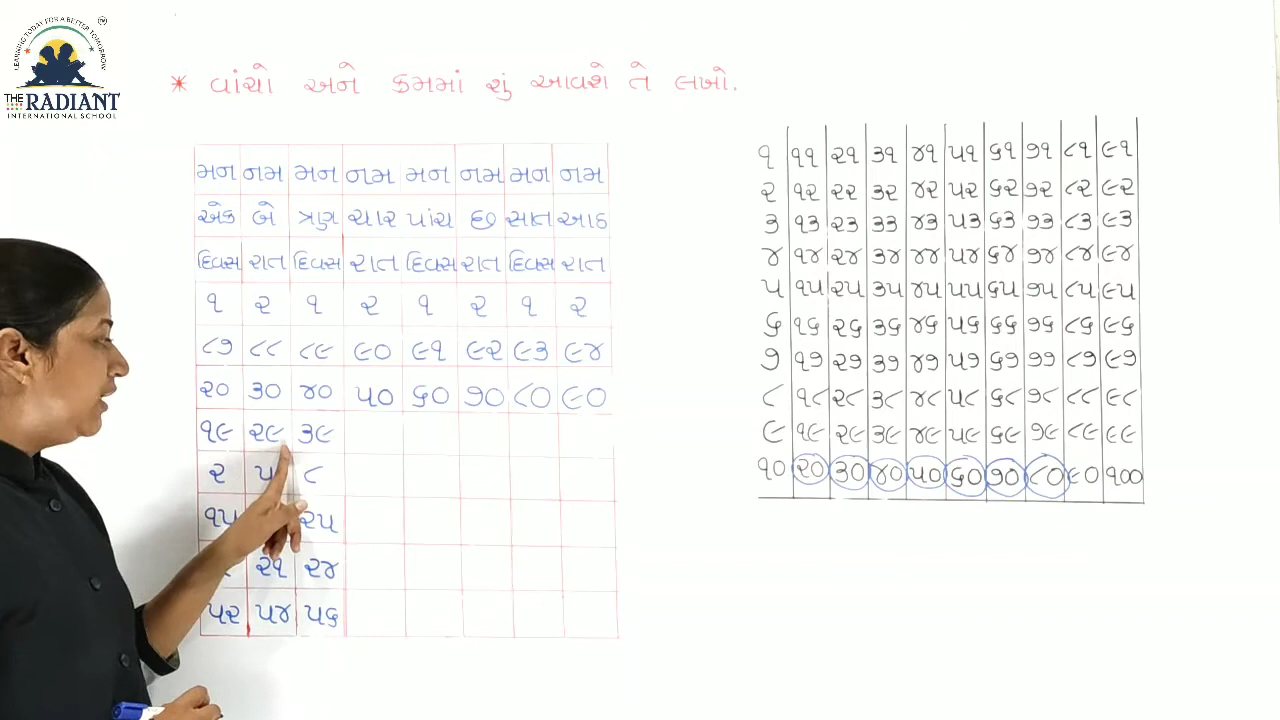 LEARNING TODAY FOR A BETTER TOMORROW
THE RADIANT
INTERNATIONAL SCHOOL
* વાંચો અને ક્રમમાં શું આવશે તે લખો.
મન નમ મન નમ મન નમ મન નમ
એક બે ત્રણ ચાર પાંચ છ સાત આઠ
દિવસ રાત દિવસ રાત દિવસ રાત દિવસ રાત
૧ ૨ ૧ ૨ ૧ ૨ ૧ ૨
૮૭ ૮૮ ૮૯ ૯૦ ૯૧ ૯૨ ૯૩ ૯૪
૨૦ ૩૦ ૪૦ ૫૦ ૬૦ ૭૦ ૮૦ ૯૦
૧૯ ૨૯ ૩૯
૨ ૫ ૮
૧૫ ૨૫
૨૧ ૨૪
૫૨ ૫૪ ૫૬
૧ ૧૧ ૨૧ ૩૧ ૪૧ ૫૧ ૬૧ ૭૧ ૮૧ ૯૧
૨ ૧૨ ૨૨ ૩૨ ૪૨ ૫૨ ૬૨ ૭૨ ૮૨ ૯૨
૩ ૧૩ ૨૩ ૩૩ ૪૩ ૫૩ ૬૩ ૭૩ ૮૩ ૯૩
૪ ૧૪ ૨૪ ૩૪ ૪૪ ૫૪ ૬૪ ૭૪ ૮૪ ૯૪
૫ ૧૫ ૨૫ ૩૫ ૪૫ ૫૫ ૬૫ ૭૫ ૮૫ ૯૫
૬ ૧૬ ૨૬ ૩૬ ૪૬ ૫૬ ૬૬ ૭૬ ૮૬ ૯૬
૭ ૧૭ ૨૭ ૩૭ ૪૭ ૫૭ ૬૭ ૭૭ ૮૭ ૯૭
૮ ૧૮ ૨૮ ૩૮ ૪૮ ૫૮ ૬૮ ૭૮ ૮૮ ૯૮
૯ ૧૯ ૨૯ ૩૯ ૪૯ ૫૯ ૬૯ ૭૯ ૮૯ ૯૯
૧૦ ૨૦ ૩૦ ૪૦ ૫૦ ૬૦ ૭૦ ૮૦ ૯૦ ૧૦૦